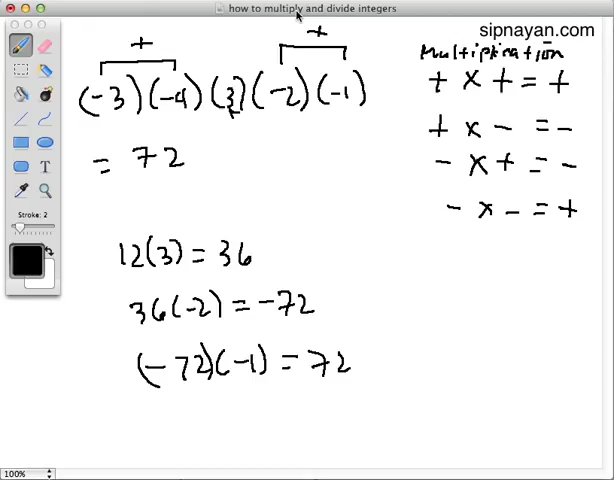 how to multiply and divide integers
sipnayan.com
+ +
(-3)(-4)(3)(-2)(-1)
= 72
12(3) = 36
36(-2) = -72
(-72)(-1) = 72
Multiplication
+ x + = +
+ x - = -
- x + = -
- x - = +
T
Stroke: 2
100%